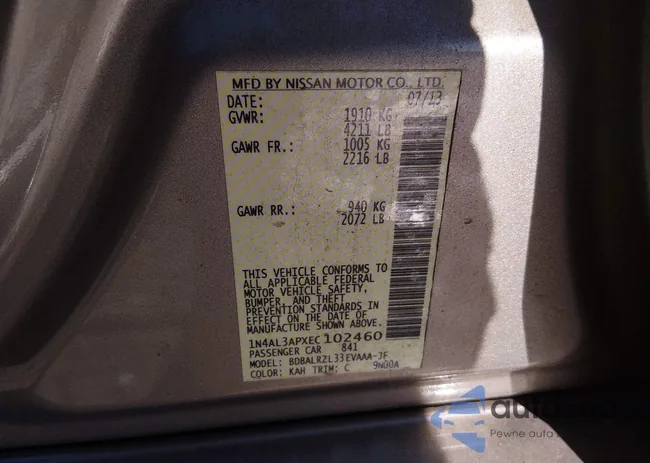 MFD BY NISSAN MOTOR CO., LTD.
DATE: 07/13
GVWR: 1910 KG
4211 LB
GAWR FR.: 1005 KG
2216 LB
GAWR RR.: 940 KG
2072 LB
THIS VEHICLE CONFORMS TO
ALL APPLICABLE FEDERAL
MOTOR VEHICLE SAFETY,
BUMPER, AND THEFT
PREVENTION STANDARDS IN
EFFECT ON THE DATE OF
MANUFACTURE SHOWN ABOVE.
1N4AL3APXEC102460
PASSENGER CAR 841
MODEL: BDBALRZL33EVAAA-JF
COLOR: KAH TRIM: C 9N00A
Pewne auto